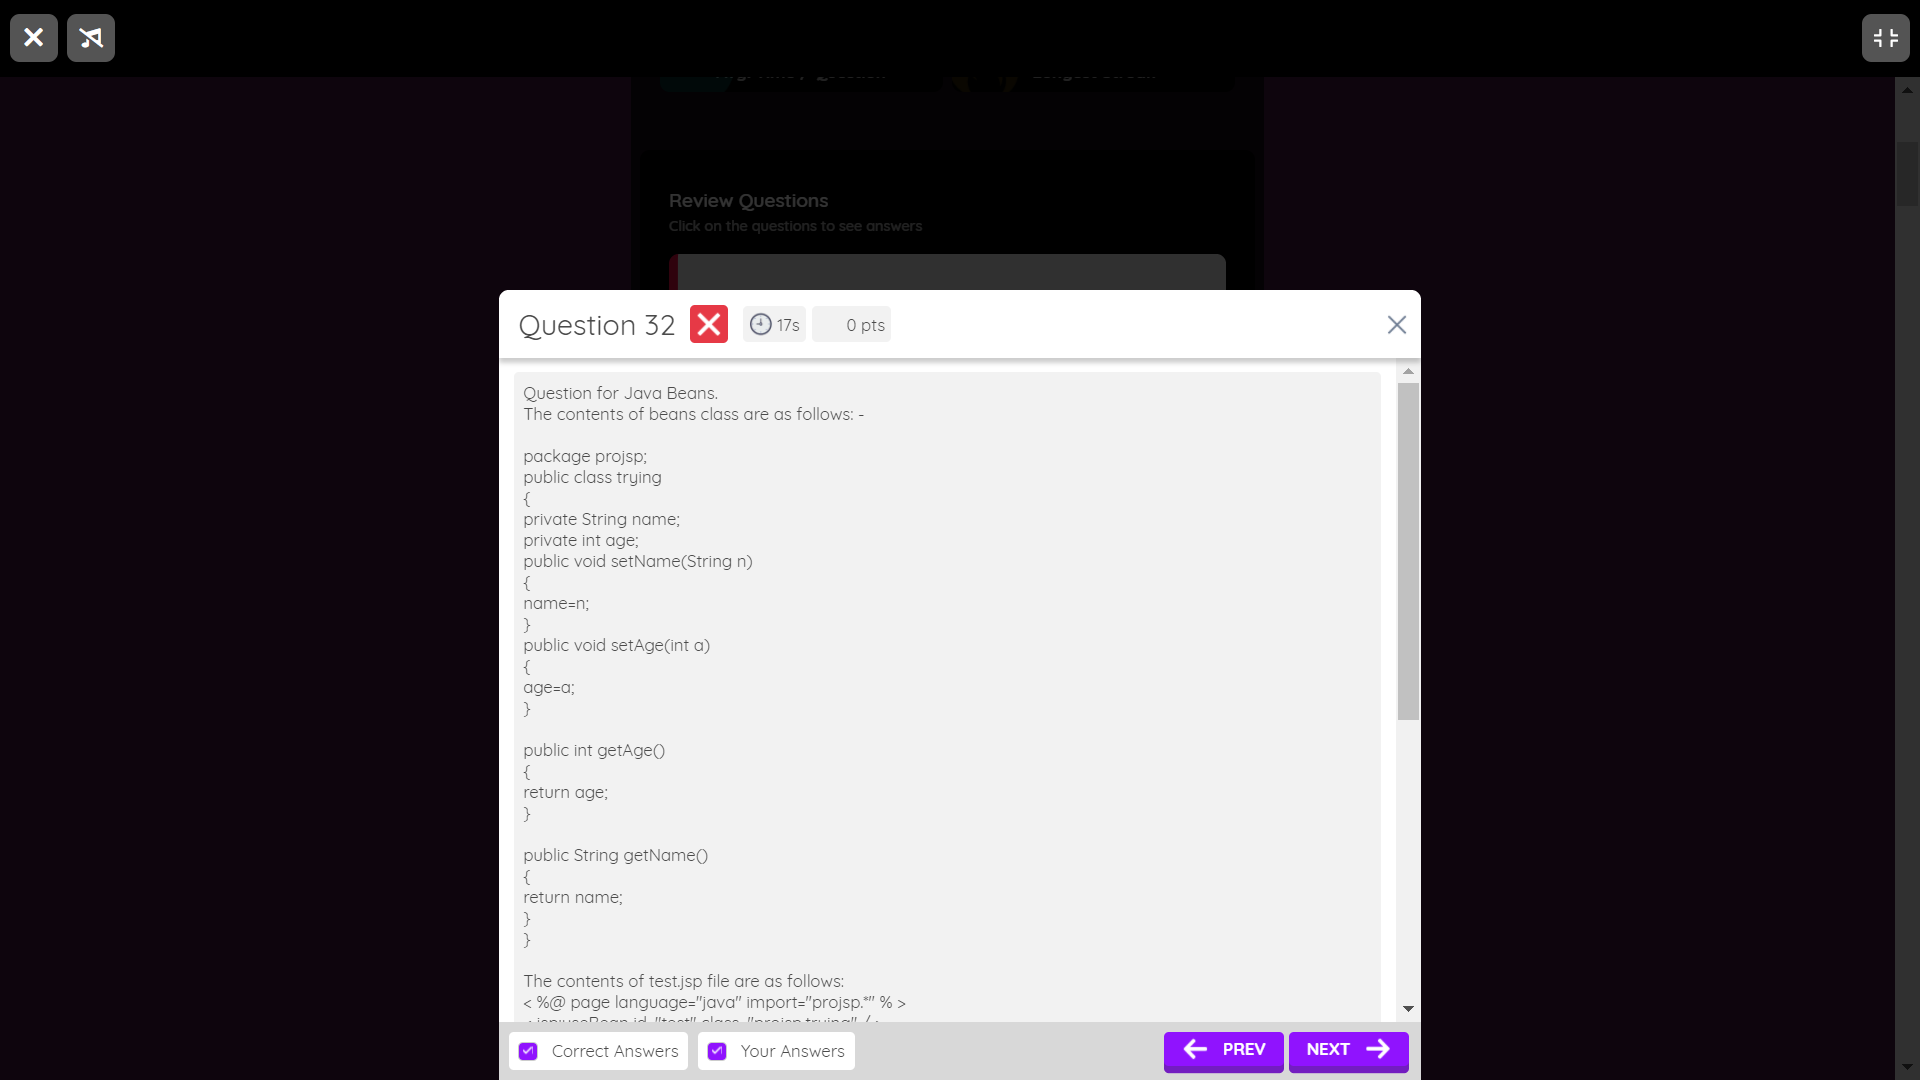 Review Questions
Click on the questions to see answers
Question 32
17s
0 pts
Question for Java Beans.
The contents of beans class are as follows: -
package projsp;
public class trying
{
private String name;
private int age;
public void setName(String n)
{
name=n;
}
public void setAge(int a)
{
age=a;
}
public int getAge()
{
return age;
}
public String getName()
{
return name;
}
}
The contents of test.jsp file are as follows:
< %@ page language="java" import="projsp.*" % >
Correct Answers
Your Answers
PREV
NEXT